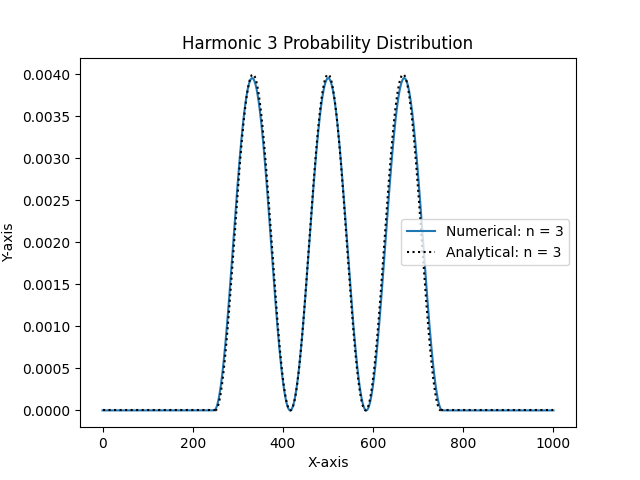 Harmonic 3 Probability Distribution
Y-axis
0.0040
0.0035
0.0030
0.0025
0.0020
0.0015
0.0010
0.0005
0.0000
Numerical: n = 3
Analytical: n = 3
0 200 400 600 800 1000
X-axis